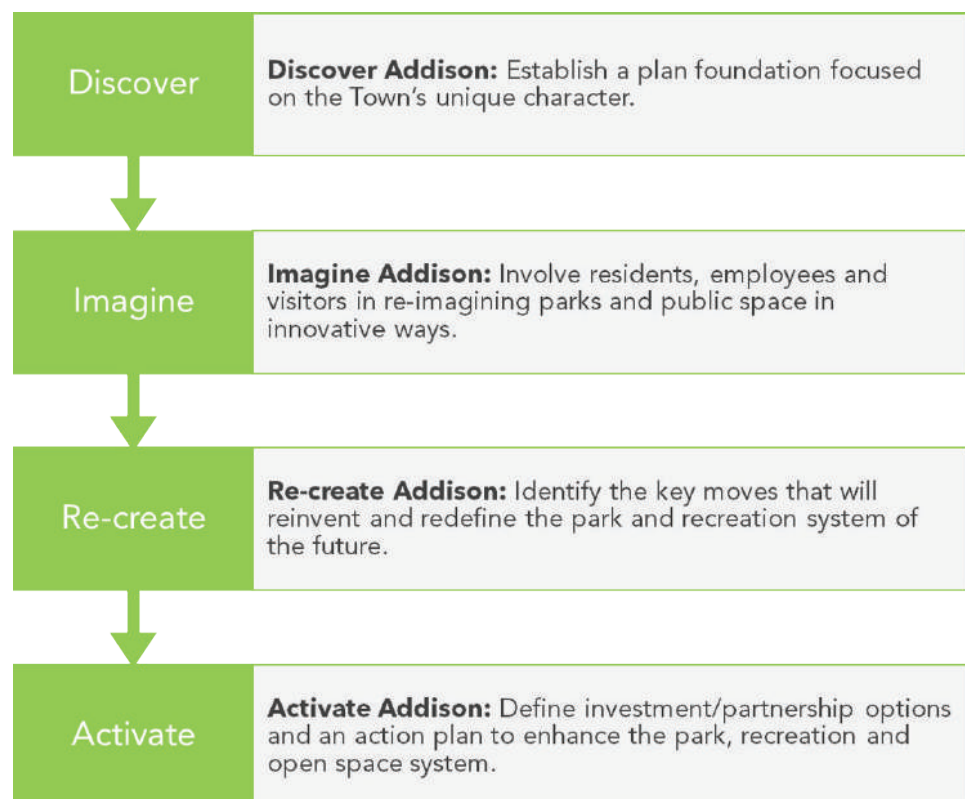 Discover
Discover Addison: Establish a plan foundation focused
on the Town's unique character.
Imagine
Imagine Addison: Involve residents, employees and
visitors in re-imagining parks and public space in
innovative ways.
Re-create
Re-create Addison: Identify the key moves that will
reinvent and redefine the park and recreation system of
the future.
Activate
Activate Addison: Define investment/partnership options
and an action plan to enhance the park, recreation and
open space system.